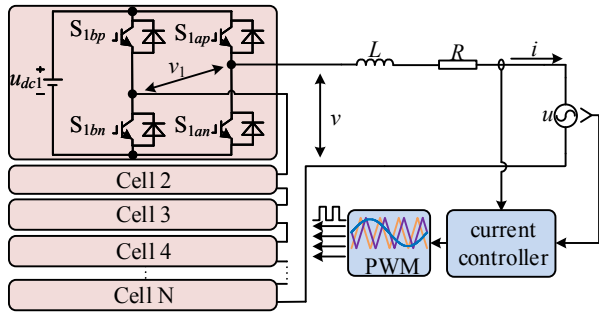 S1bp
S1ap
udc1
+
−
v1
S1bn
S1an
L
R
i
v
u
Cell 2
Cell 3
Cell 4
Cell N
PWM
current
controller